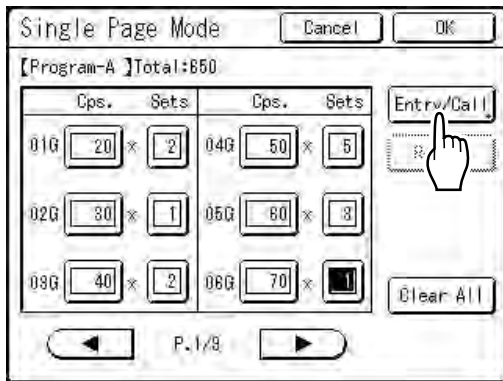 Single Page Mode Cancel OK
【Program-A 】Total:650
Cps. Sets Cps. Sets Entry/Call
01G 20 × 2 04G 50 × 5
02G 30 × 1 05G 60 × 3
03G 40 × 2 06G 70 × 1
Clear All
◀ P.1/9 ▶